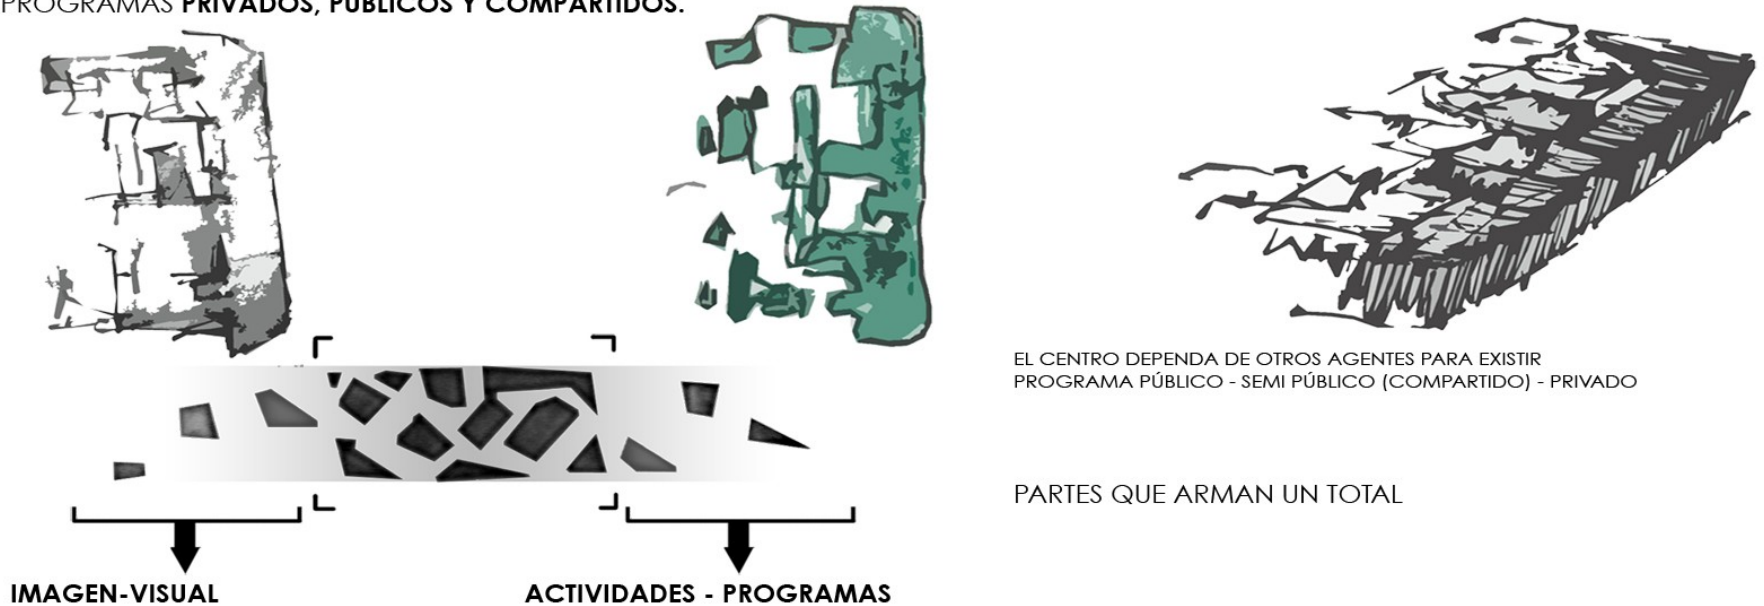 PROGRAMAS PRIVADOS, PÚBLICOS Y COMPARTIDOS.
EL CENTRO DEPENDA DE OTROS AGENTES PARA EXISTIR
PROGRAMA PÚBLICO - SEMI PÚBLICO (COMPARTIDO) - PRIVADO
PARTES QUE ARMAN UN TOTAL
IMAGEN-VISUAL
ACTIVIDADES - PROGRAMAS